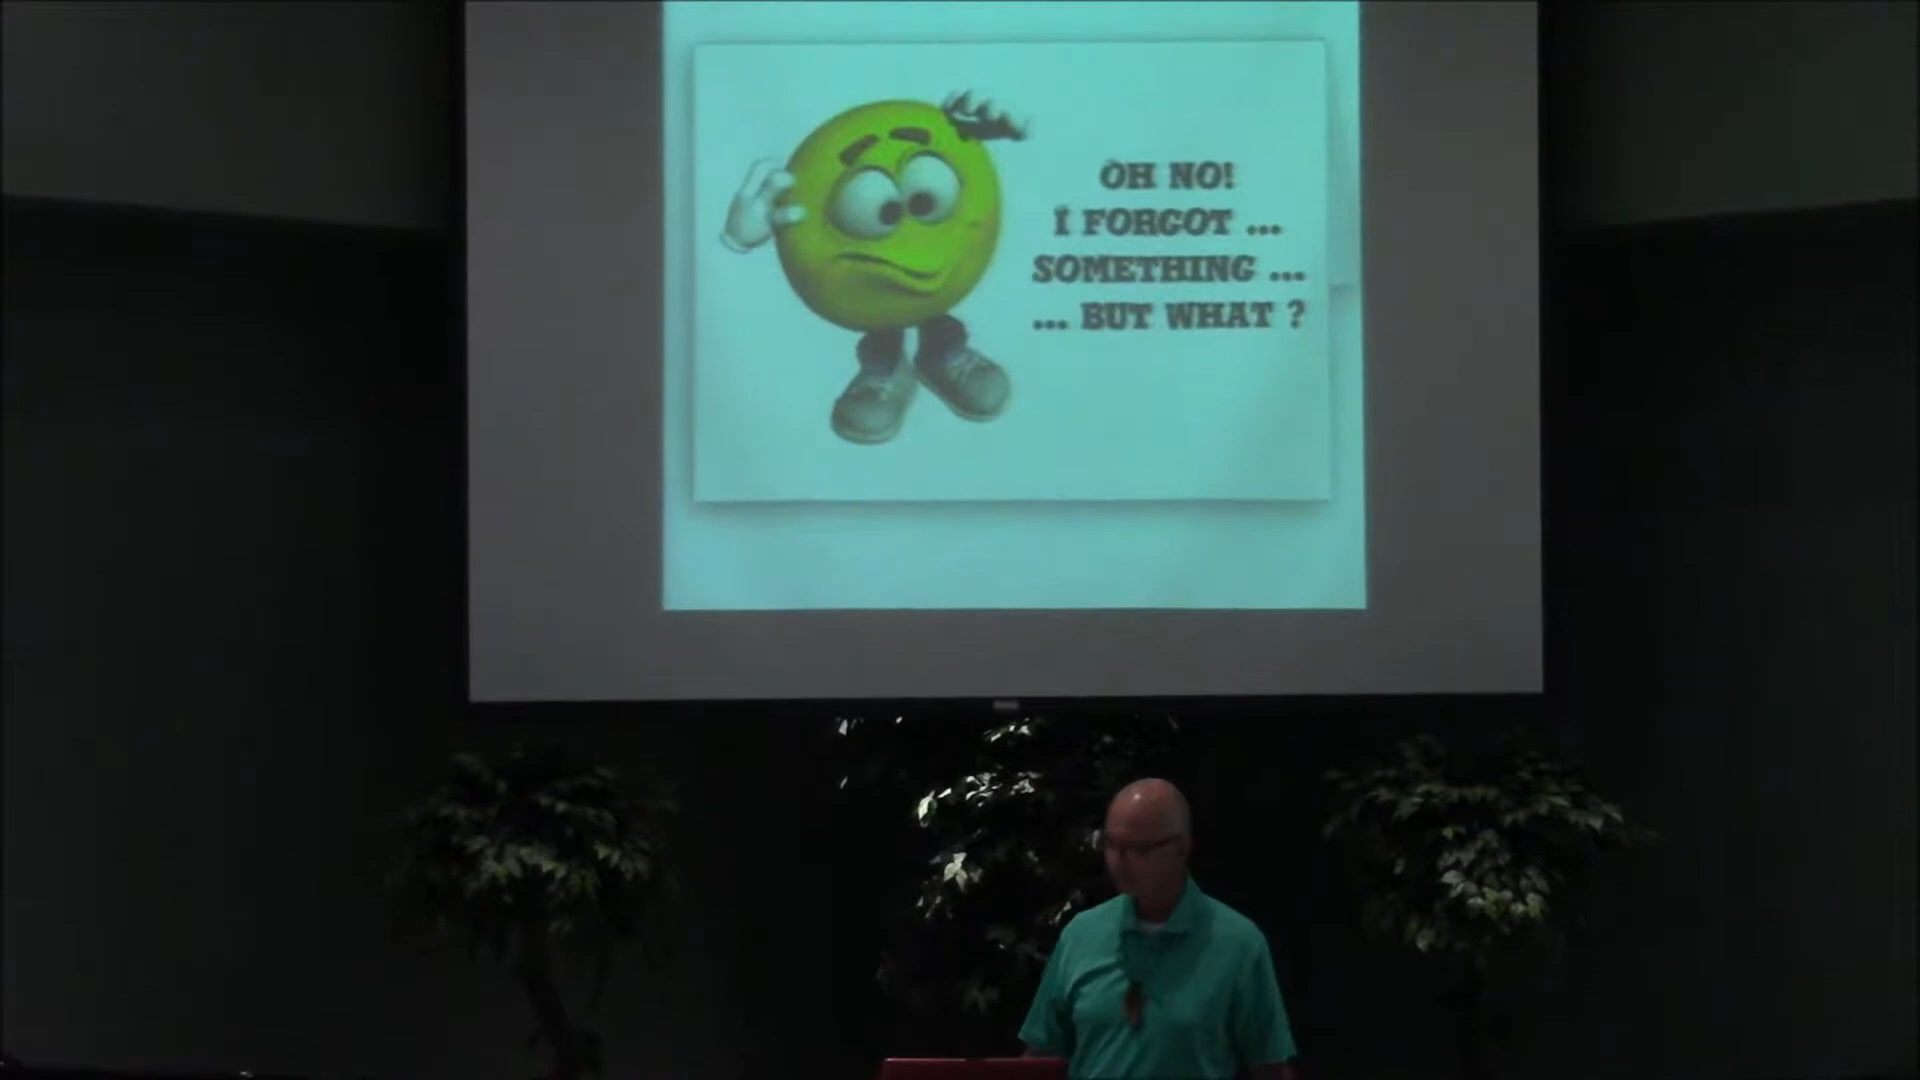 OH NO!
I FORGOT ...
SOMETHING ...
... BUT WHAT ?